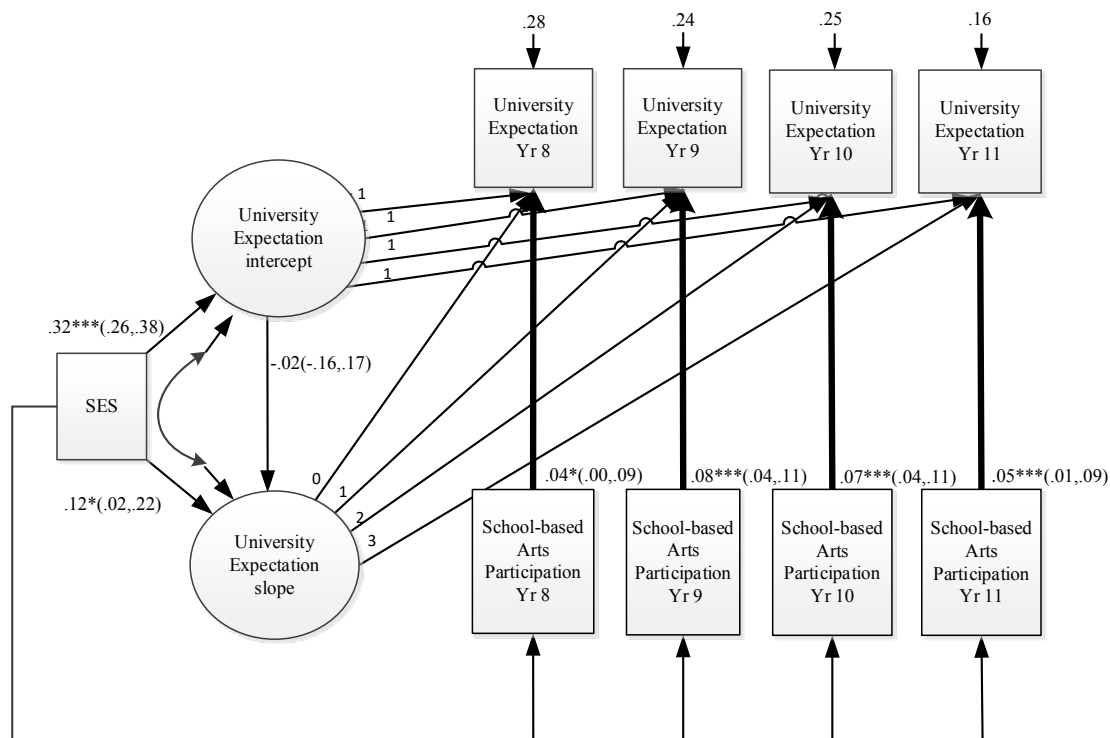 .28
.24
.25
.16
University
Expectation
Yr 8
University
Expectation
Yr 9
University
Expectation
Yr 10
University
Expectation
Yr 11
University
Expectation
intercept
1
1
1
1
.32***(.26,.38)
-.02(-.16,.17)
SES
.12*(.02,.22)
University
Expectation
slope
0
1
2
3
.04*(.00,.09)
.08***(.04,.11)
.07***(.04,.11)
.05***(.01,.09)
School-based
Arts
Participation
Yr 8
School-based
Arts
Participation
Yr 9
School-based
Arts
Participation
Yr 10
School-based
Arts
Participation
Yr 11